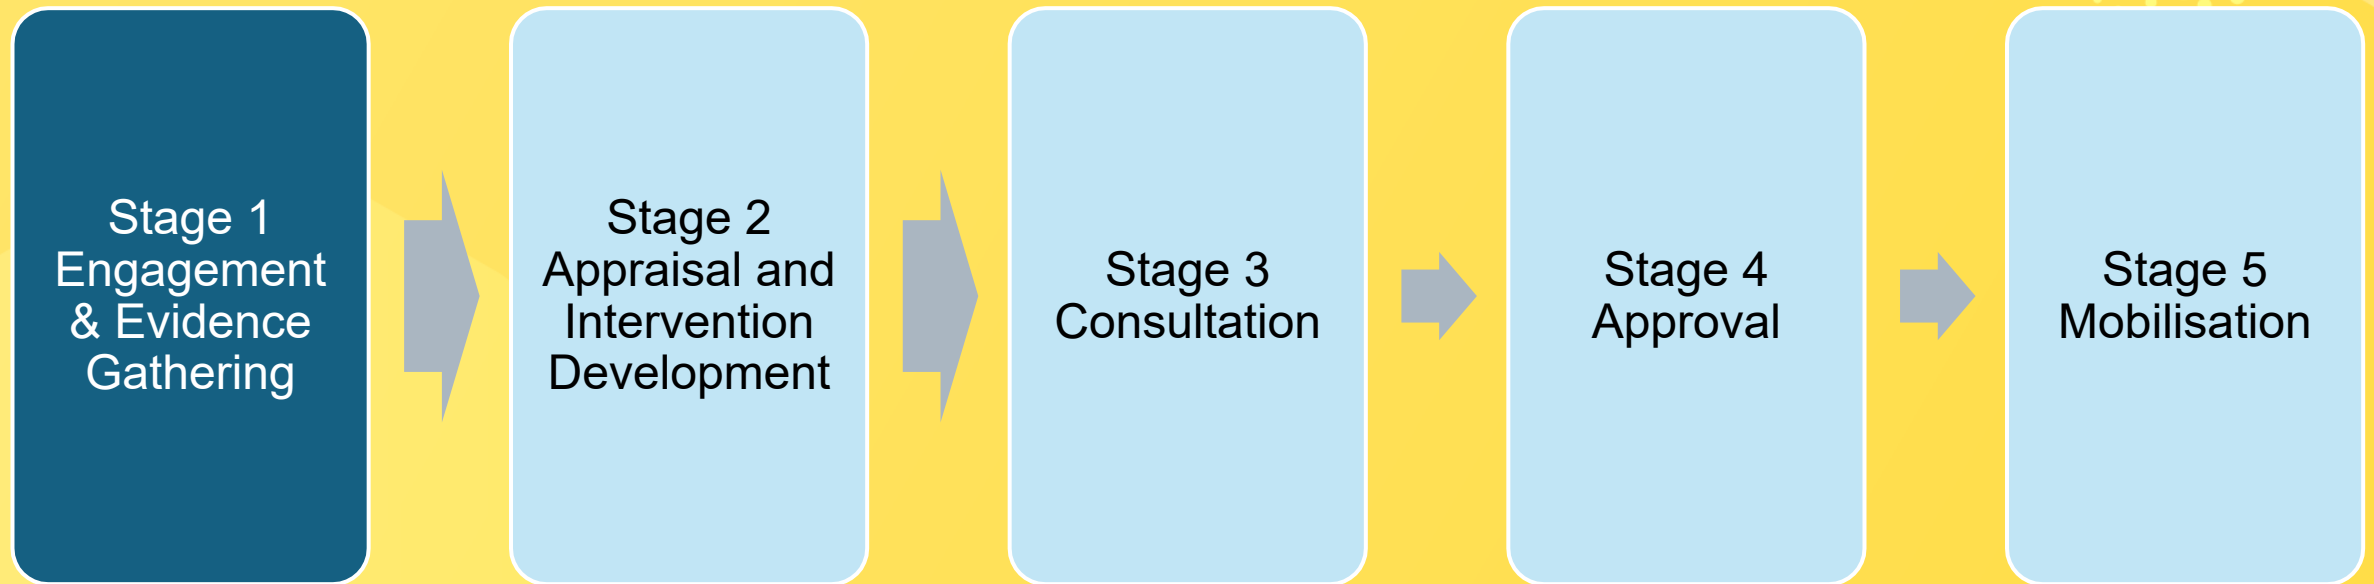 Stage 1
Engagement
& Evidence
Gathering
Stage 2
Appraisal and
Intervention
Development
Stage 3
Consultation
Stage 4
Approval
Stage 5
Mobilisation